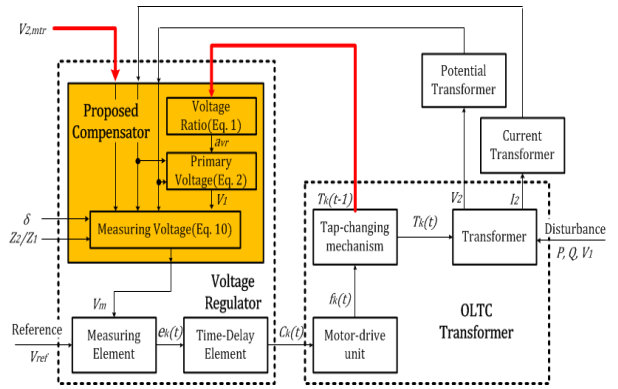 V2,mtr
Proposed
Compensator
Voltage
Ratio(Eq. 1)
avr
Primary
Voltage(Eq. 2)
V1
Measuring Voltage(Eq. 10)
δ
Z2/Z1
Voltage
Regulator
Vm
Reference
Vref
Measuring
Element
ek(t)
Time-Delay
Element
Ck(t)
Motor-drive
unit
fk(t)
Tap-changing
mechanism
Tk(t-1)
Tk(t)
Transformer
V2
I2
Potential
Transformer
Current
Transformer
Disturbance
P, Q, V1
OLTC
Transformer